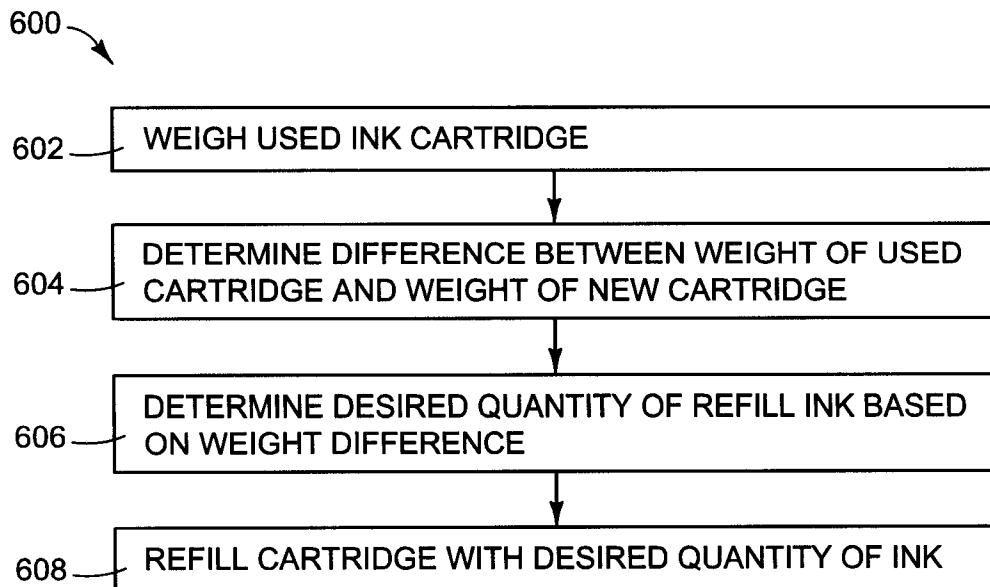 600
602
WEIGH USED INK CARTRIDGE
604
DETERMINE DIFFERENCE BETWEEN WEIGHT OF USED
CARTRIDGE AND WEIGHT OF NEW CARTRIDGE
606
DETERMINE DESIRED QUANTITY OF REFILL INK BASED
ON WEIGHT DIFFERENCE
608
REFILL CARTRIDGE WITH DESIRED QUANTITY OF INK